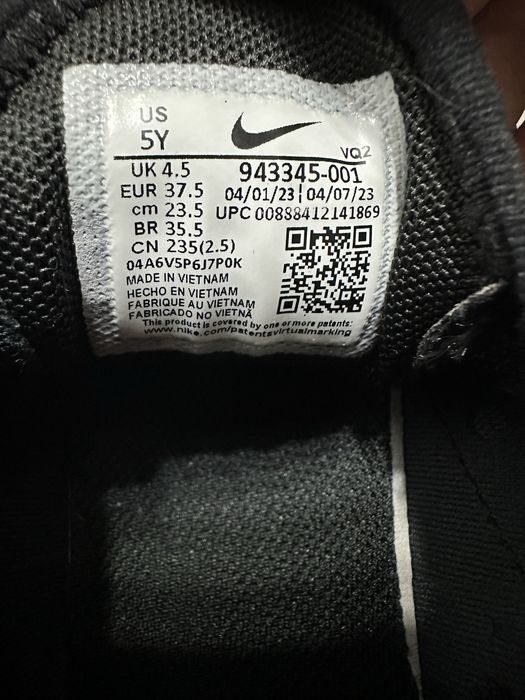 US
5Y
VQ2
UK 4.5
943345-001
EUR 37.5
04/01/23 | 04/07/23
cm 23.5
UPC 00888412141869
BR 35.5
CN 235(2.5)
04A6V5P6J7P0K
MADE IN VIETNAM
HECHO EN VIETNAM
FABRIQUE AU VIETNAM
FABRICADO NO VIETNÃ
This product is covered by one or more patents:
www.nike.com/patentsvirtualmarking